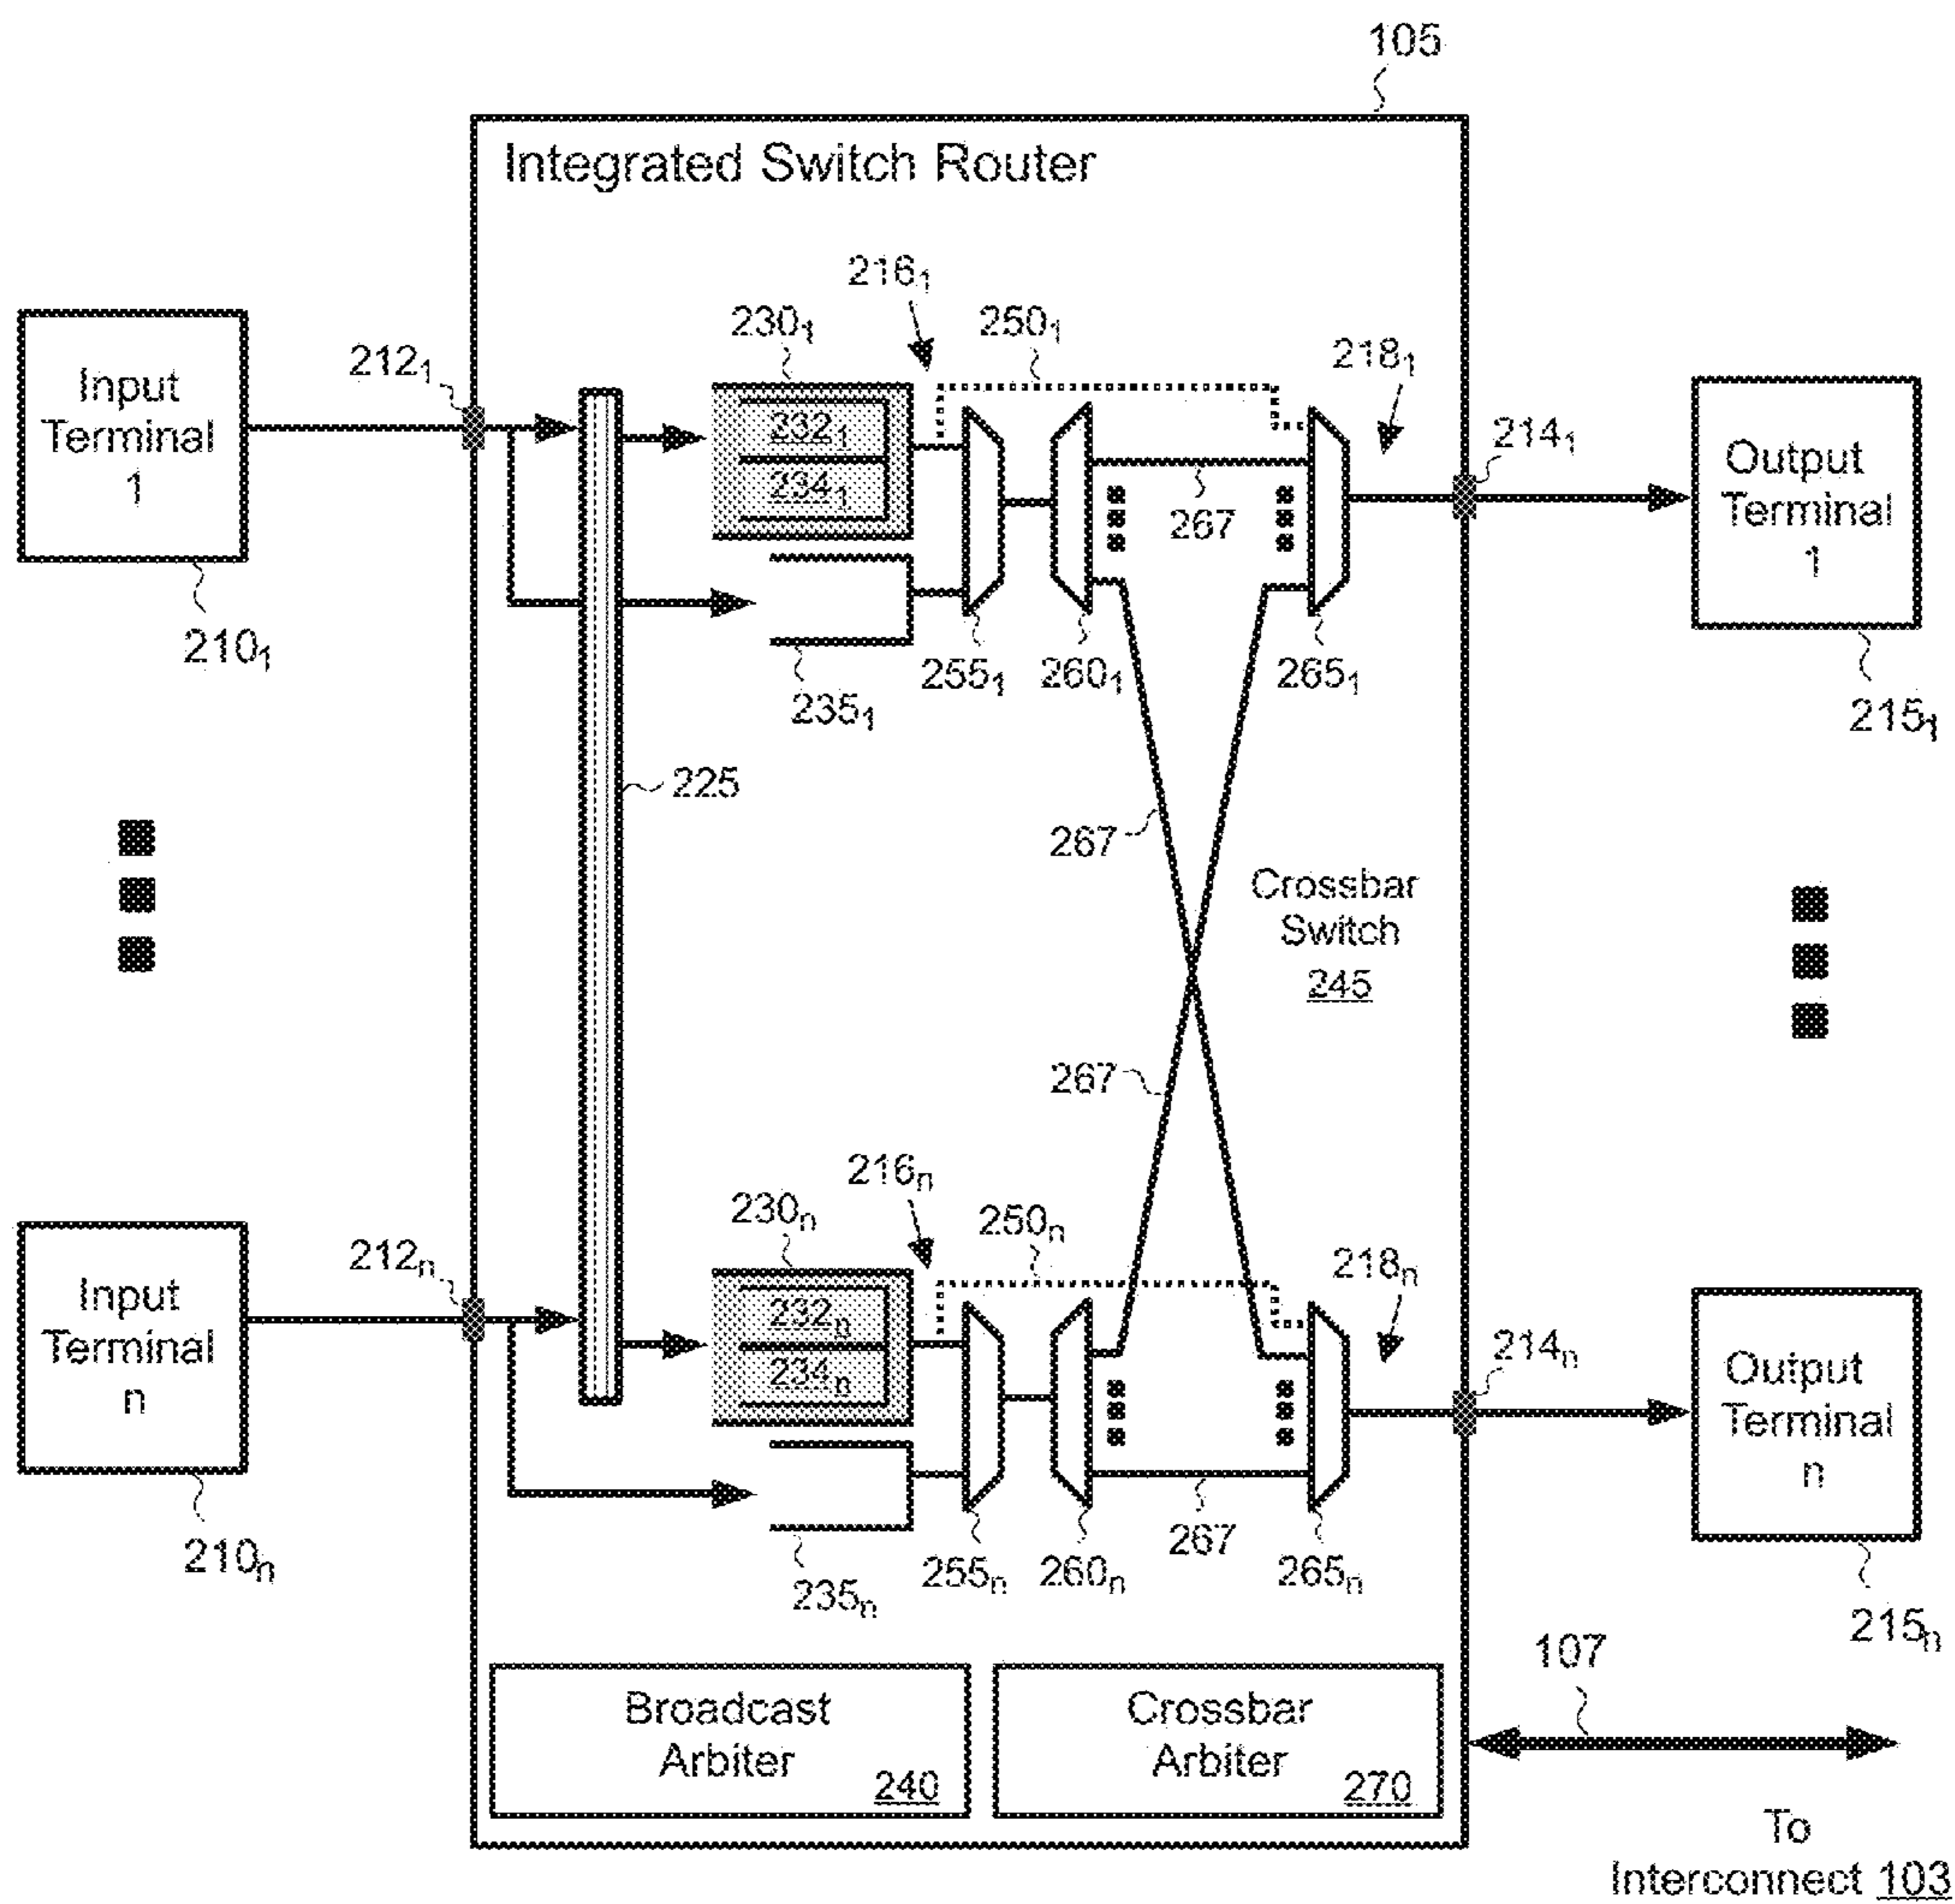 105
Integrated Switch Router
216₁
230₁
250₁
218₁
212₁
Input
Terminal
1
232₁
234₁
214₁
Output
Terminal
1
267
210₁
255₁
260₁
265₁
235₁
215₁
225
267
Crossbar
Switch
245
267
216ₙ
230ₙ
250ₙ
218ₙ
212ₙ
Input
Terminal
n
232ₙ
234ₙ
214ₙ
Output
Terminal
n
267
210ₙ
255ₙ
260ₙ
265ₙ
235ₙ
215ₙ
107
Broadcast
Arbiter
240
Crossbar
Arbiter
270
To
Interconnect 103